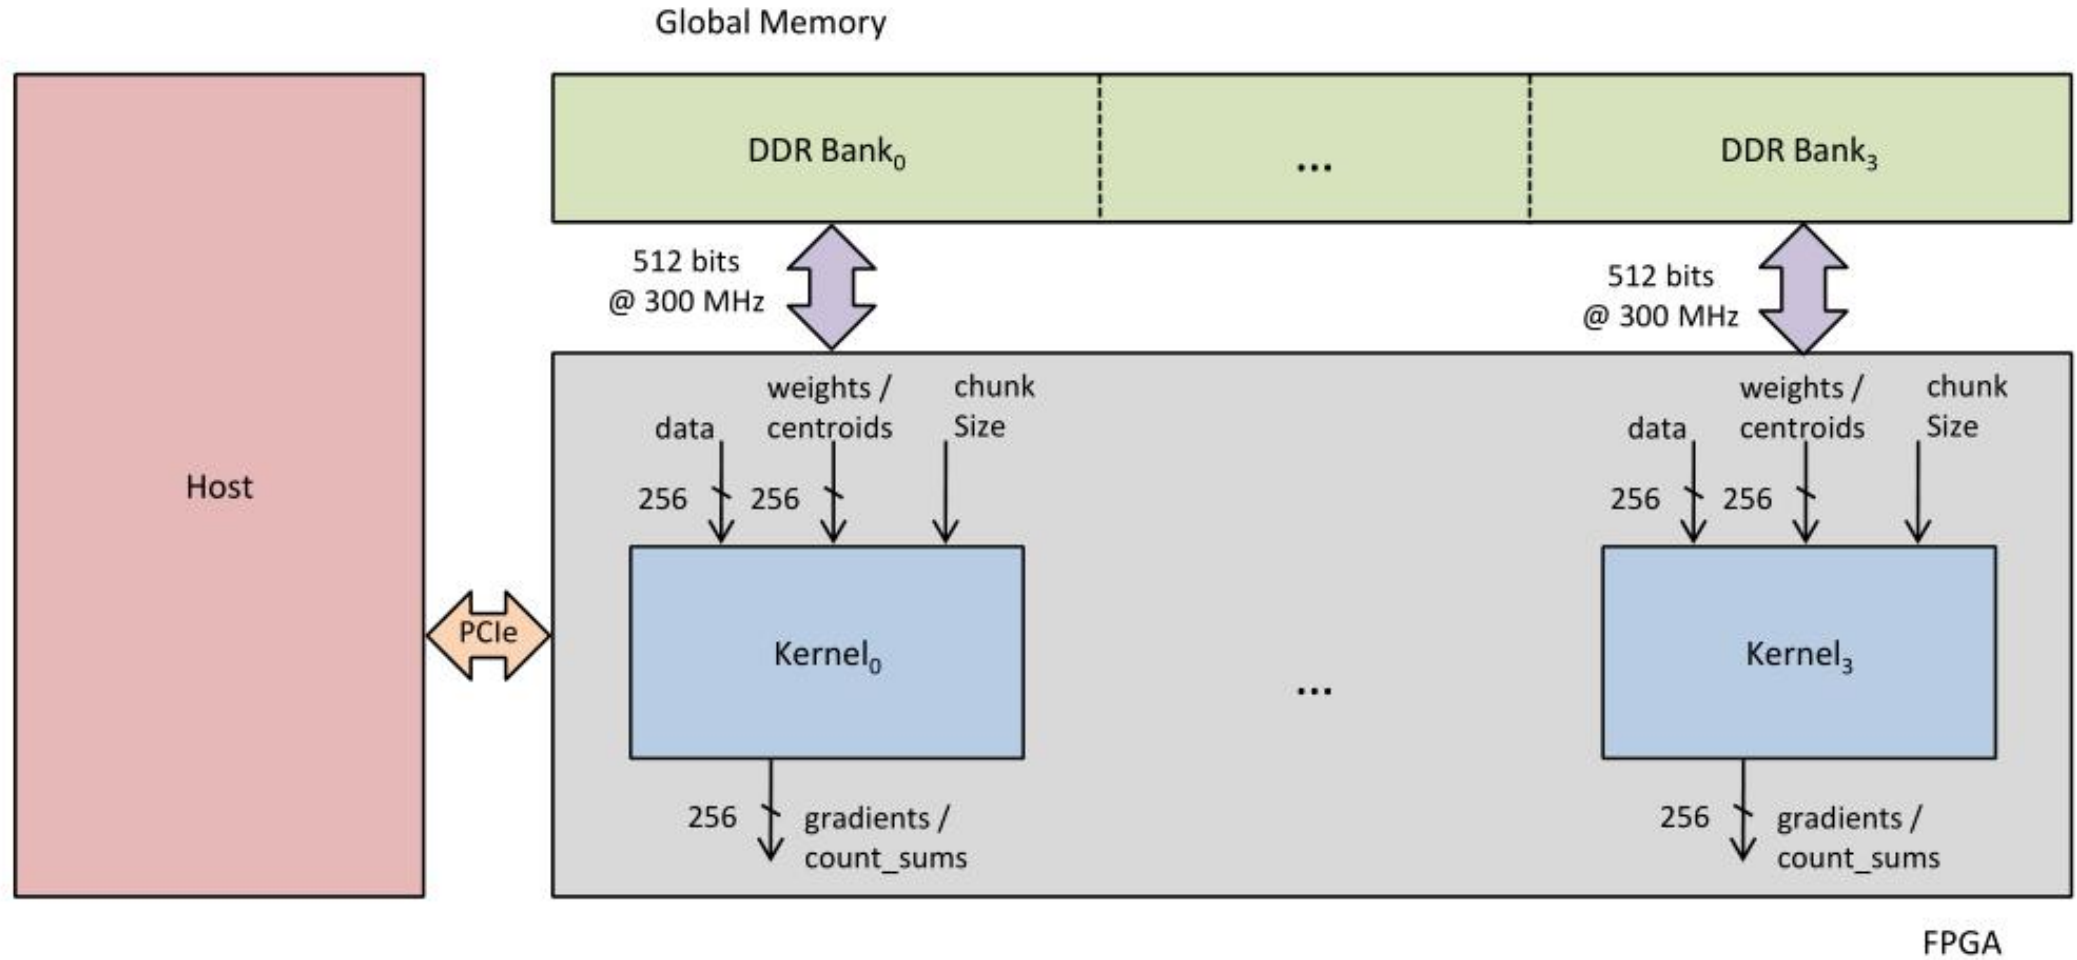 Global Memory
DDR Bank0
...
DDR Bank3
512 bits
@ 300 MHz
512 bits
@ 300 MHz
weights /
centroids
chunk
Size
data
256
256
weights /
centroids
chunk
Size
data
256
256
Host
PCIe
Kernel0
...
Kernel3
256
gradients /
count_sums
256
gradients /
count_sums
FPGA